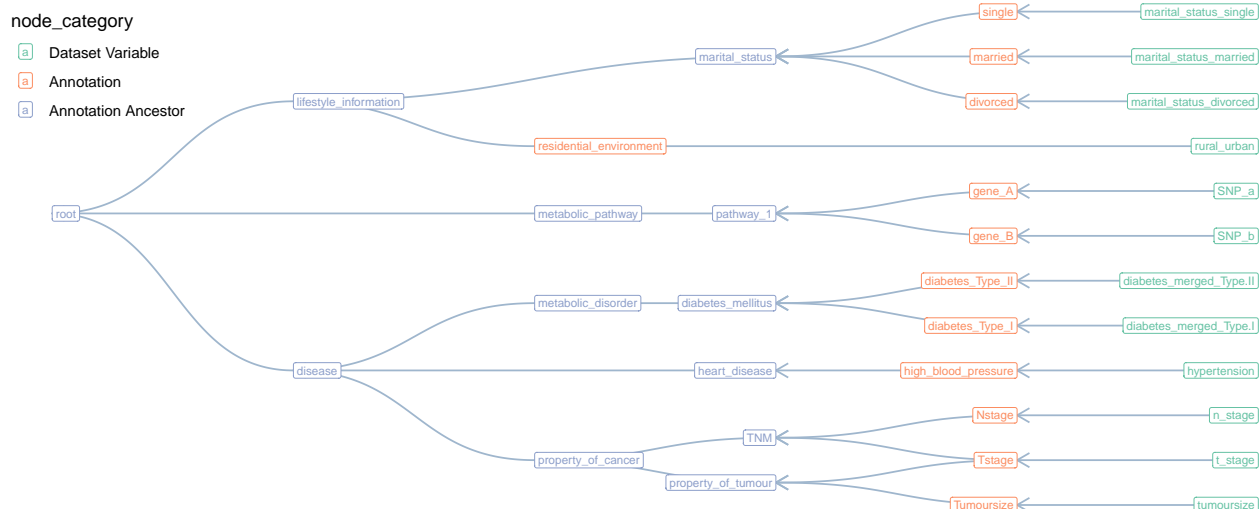 node_category
a Dataset Variable
a Annotation
a Annotation Ancestor
single marital_status_single
marital_status married marital_status_married
lifestyle_information divorced marital_status_divorced
residential_environment rural_urban
gene_A SNP_a
root metabolic_pathway pathway_1
gene_B SNP_b
diabetes_Type_II diabetes_merged_Type.II
metabolic_disorder diabetes_mellitus
diabetes_Type_I diabetes_merged_Type.I
disease heart_disease high_blood_pressure hypertension
Nstage n_stage
TNM
property_of_cancer Tstage t_stage
property_of_tumour
Tumoursize tumoursize